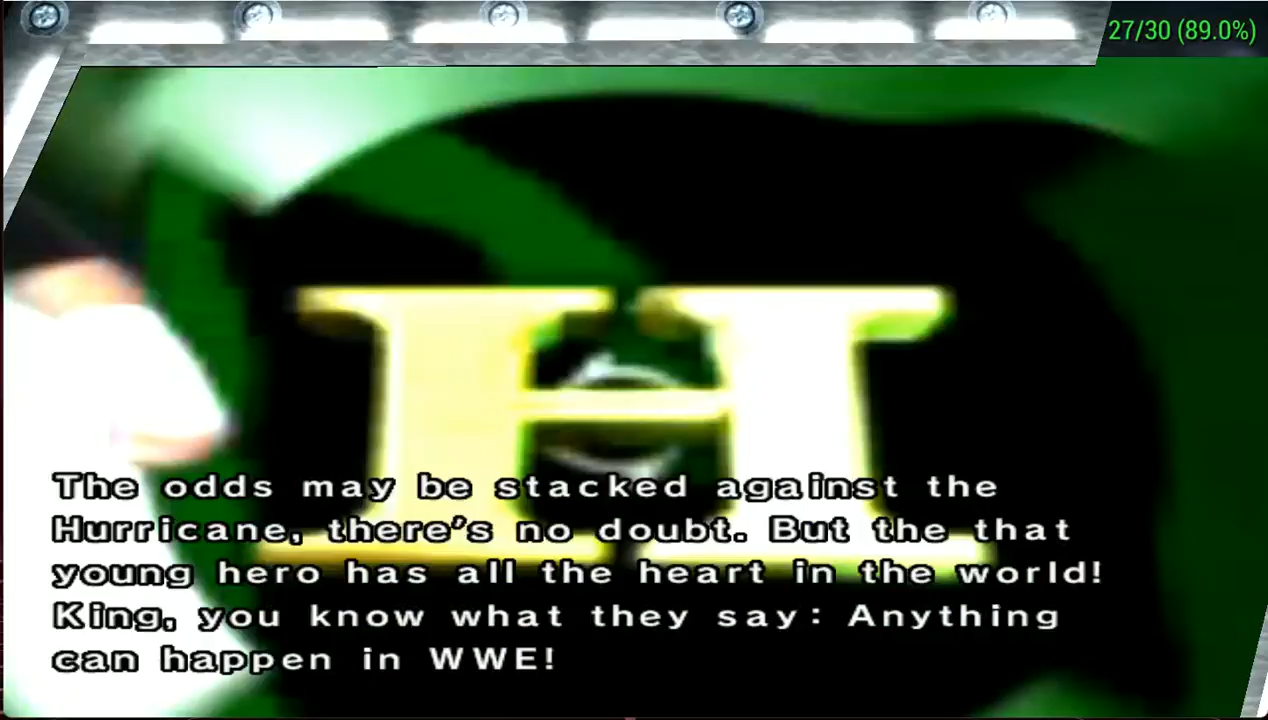 27/30 (89.0%)
H
The odds may be stacked against the
Hurricane, there's no doubt. But the that
young hero has all the heart in the world!
King, you know what they say: Anything
can happen in WWE!